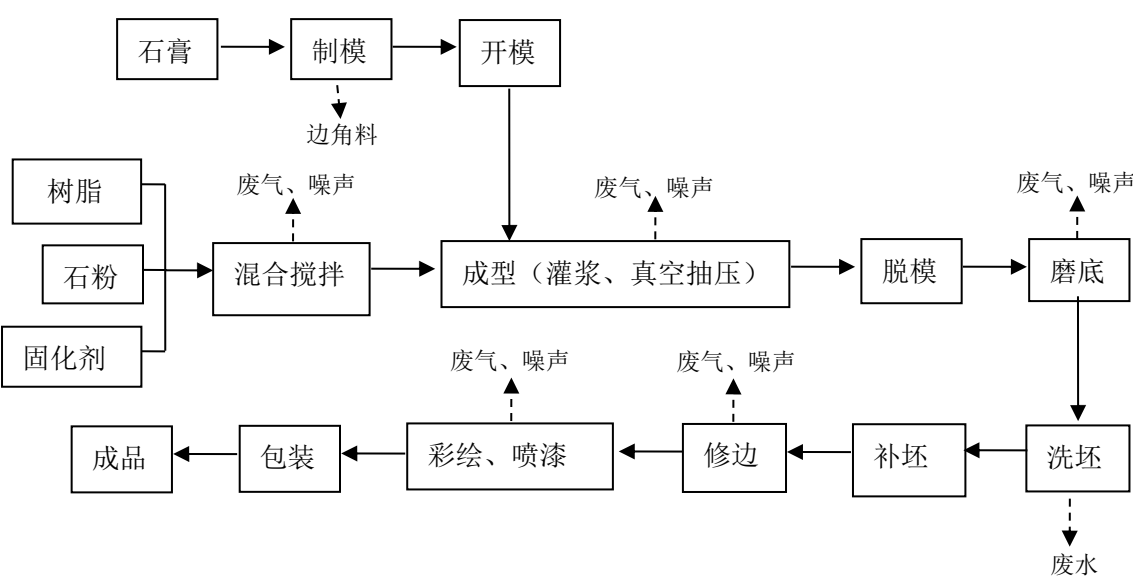 石膏
制模
开模
边角料
树脂
废气、噪声
废气、噪声
废气、噪声
石粉
混合搅拌
成型（灌浆、真空抽压）
脱模
磨底
固化剂
废气、噪声
废气、噪声
成品
包装
彩绘、喷漆
修边
补坯
洗坯
废水